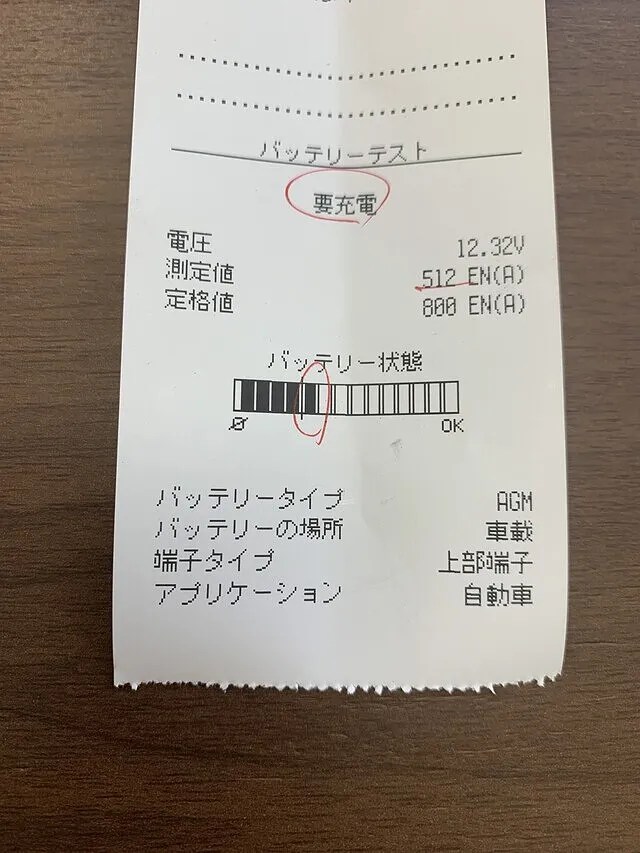 バッテリーテスト
要充電
電圧 12.32V
測定値 512 EN(A)
定格値 800 EN(A)
バッテリー状態
0 OK
バッテリータイプ AGM
バッテリーの場所 車載
端子タイプ 上部端子
アプリケーション 自動車